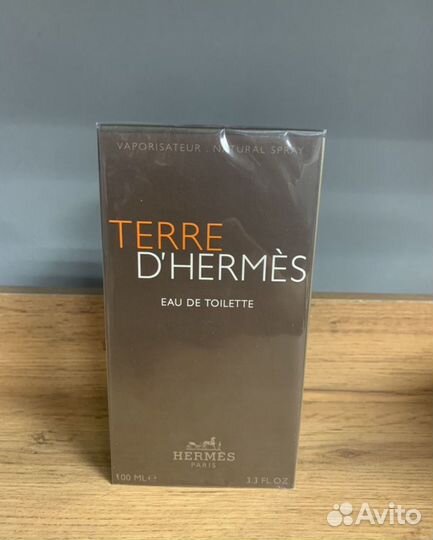 VAPORISATEUR . NATURAL SPRAY
TERRE
D'HERMÈS
EAU DE TOILETTE
HERMÈS
PARIS
100 ML℮ 3.3 FL.OZ
Avito